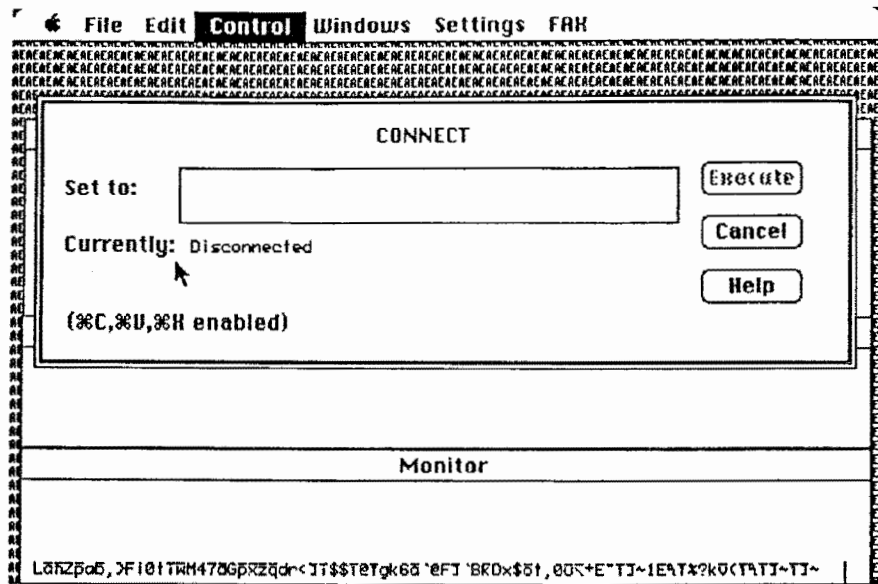 File Edit Control Windows Settings FAX
CONNECT
Set to:
Execute
Currently: Disconnected
Cancel
Help
(⌘C,⌘V,⌘X enabled)
Monitor